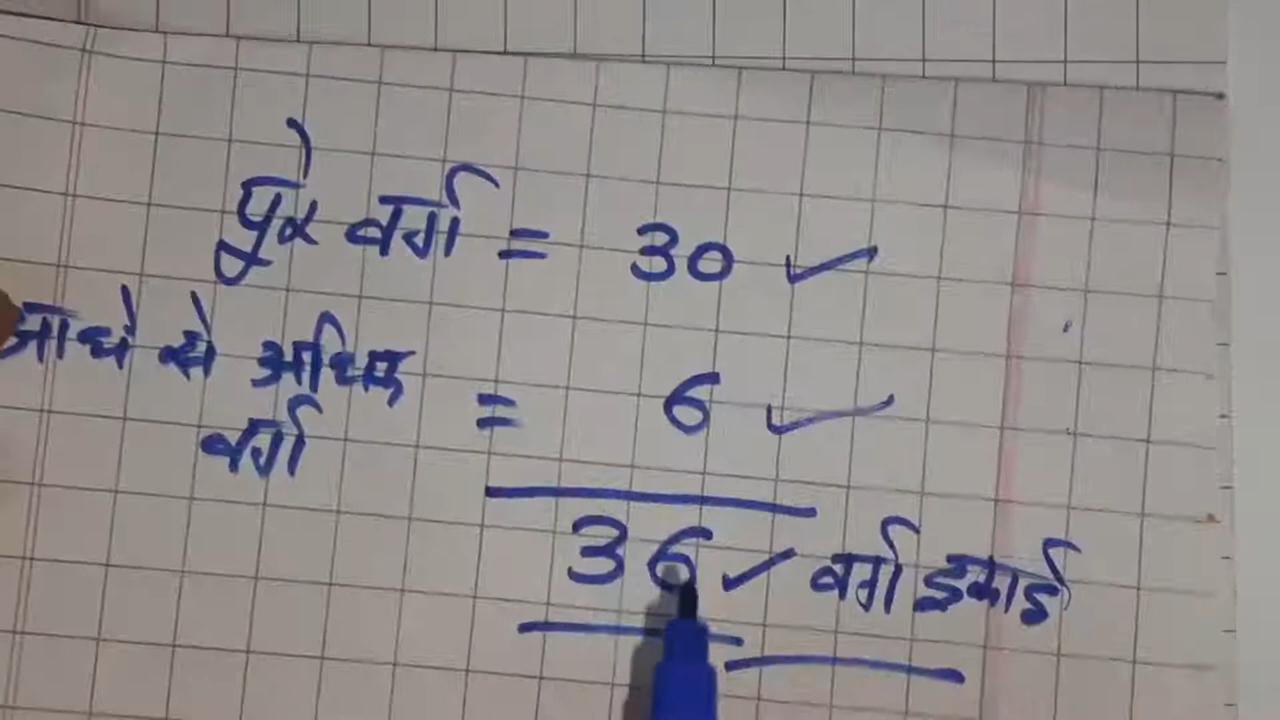 पुरे वर्ग = 30 ✓
आधे से अधिक
वर्ग = 6 ✓
36 ✓ वर्ग इकाई